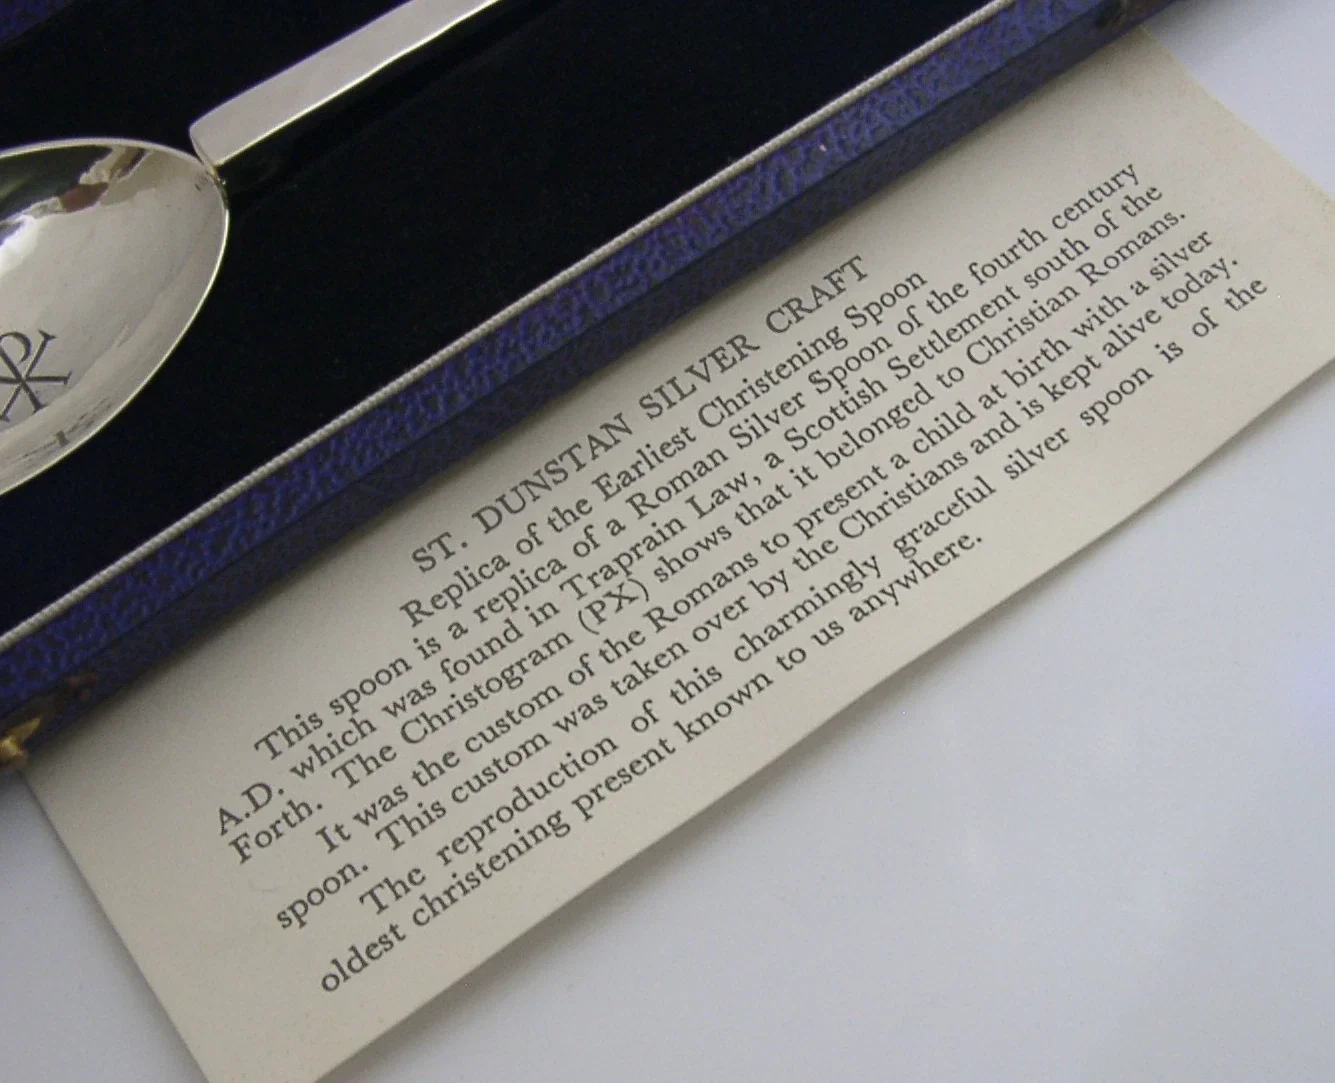 ST. DUNSTAN SILVER CRAFT
Replica of the Earliest Christening Spoon
This spoon is a replica of a Roman Silver Spoon of the fourth century
A.D. which was found in Traprain Law, a Scottish Settlement south of the
Forth. The Christogram (PX) shows that it belonged to Christian Romans.
It was the custom of the Romans to present a child at birth with a silver
spoon. This custom was taken over by the Christians and is kept alive today.
The reproduction of this charmingly graceful silver spoon is of the
oldest christening present known to us anywhere.